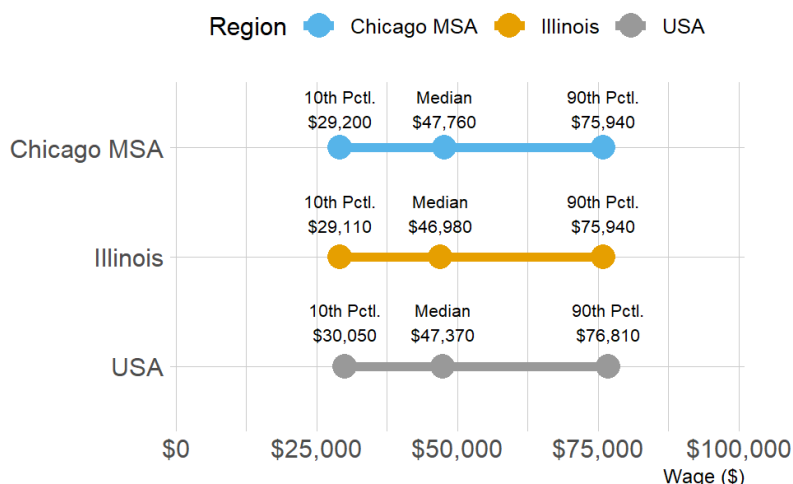 Region Chicago MSA Illinois USA
10th Pctl. Median 90th Pctl.
$29,200 $47,760 $75,940
Chicago MSA
10th Pctl. Median 90th Pctl.
$29,110 $46,980 $75,940
Illinois
10th Pctl. Median 90th Pctl.
$30,050 $47,370 $76,810
USA
$0 $25,000 $50,000 $75,000 $100,000
Wage ($)